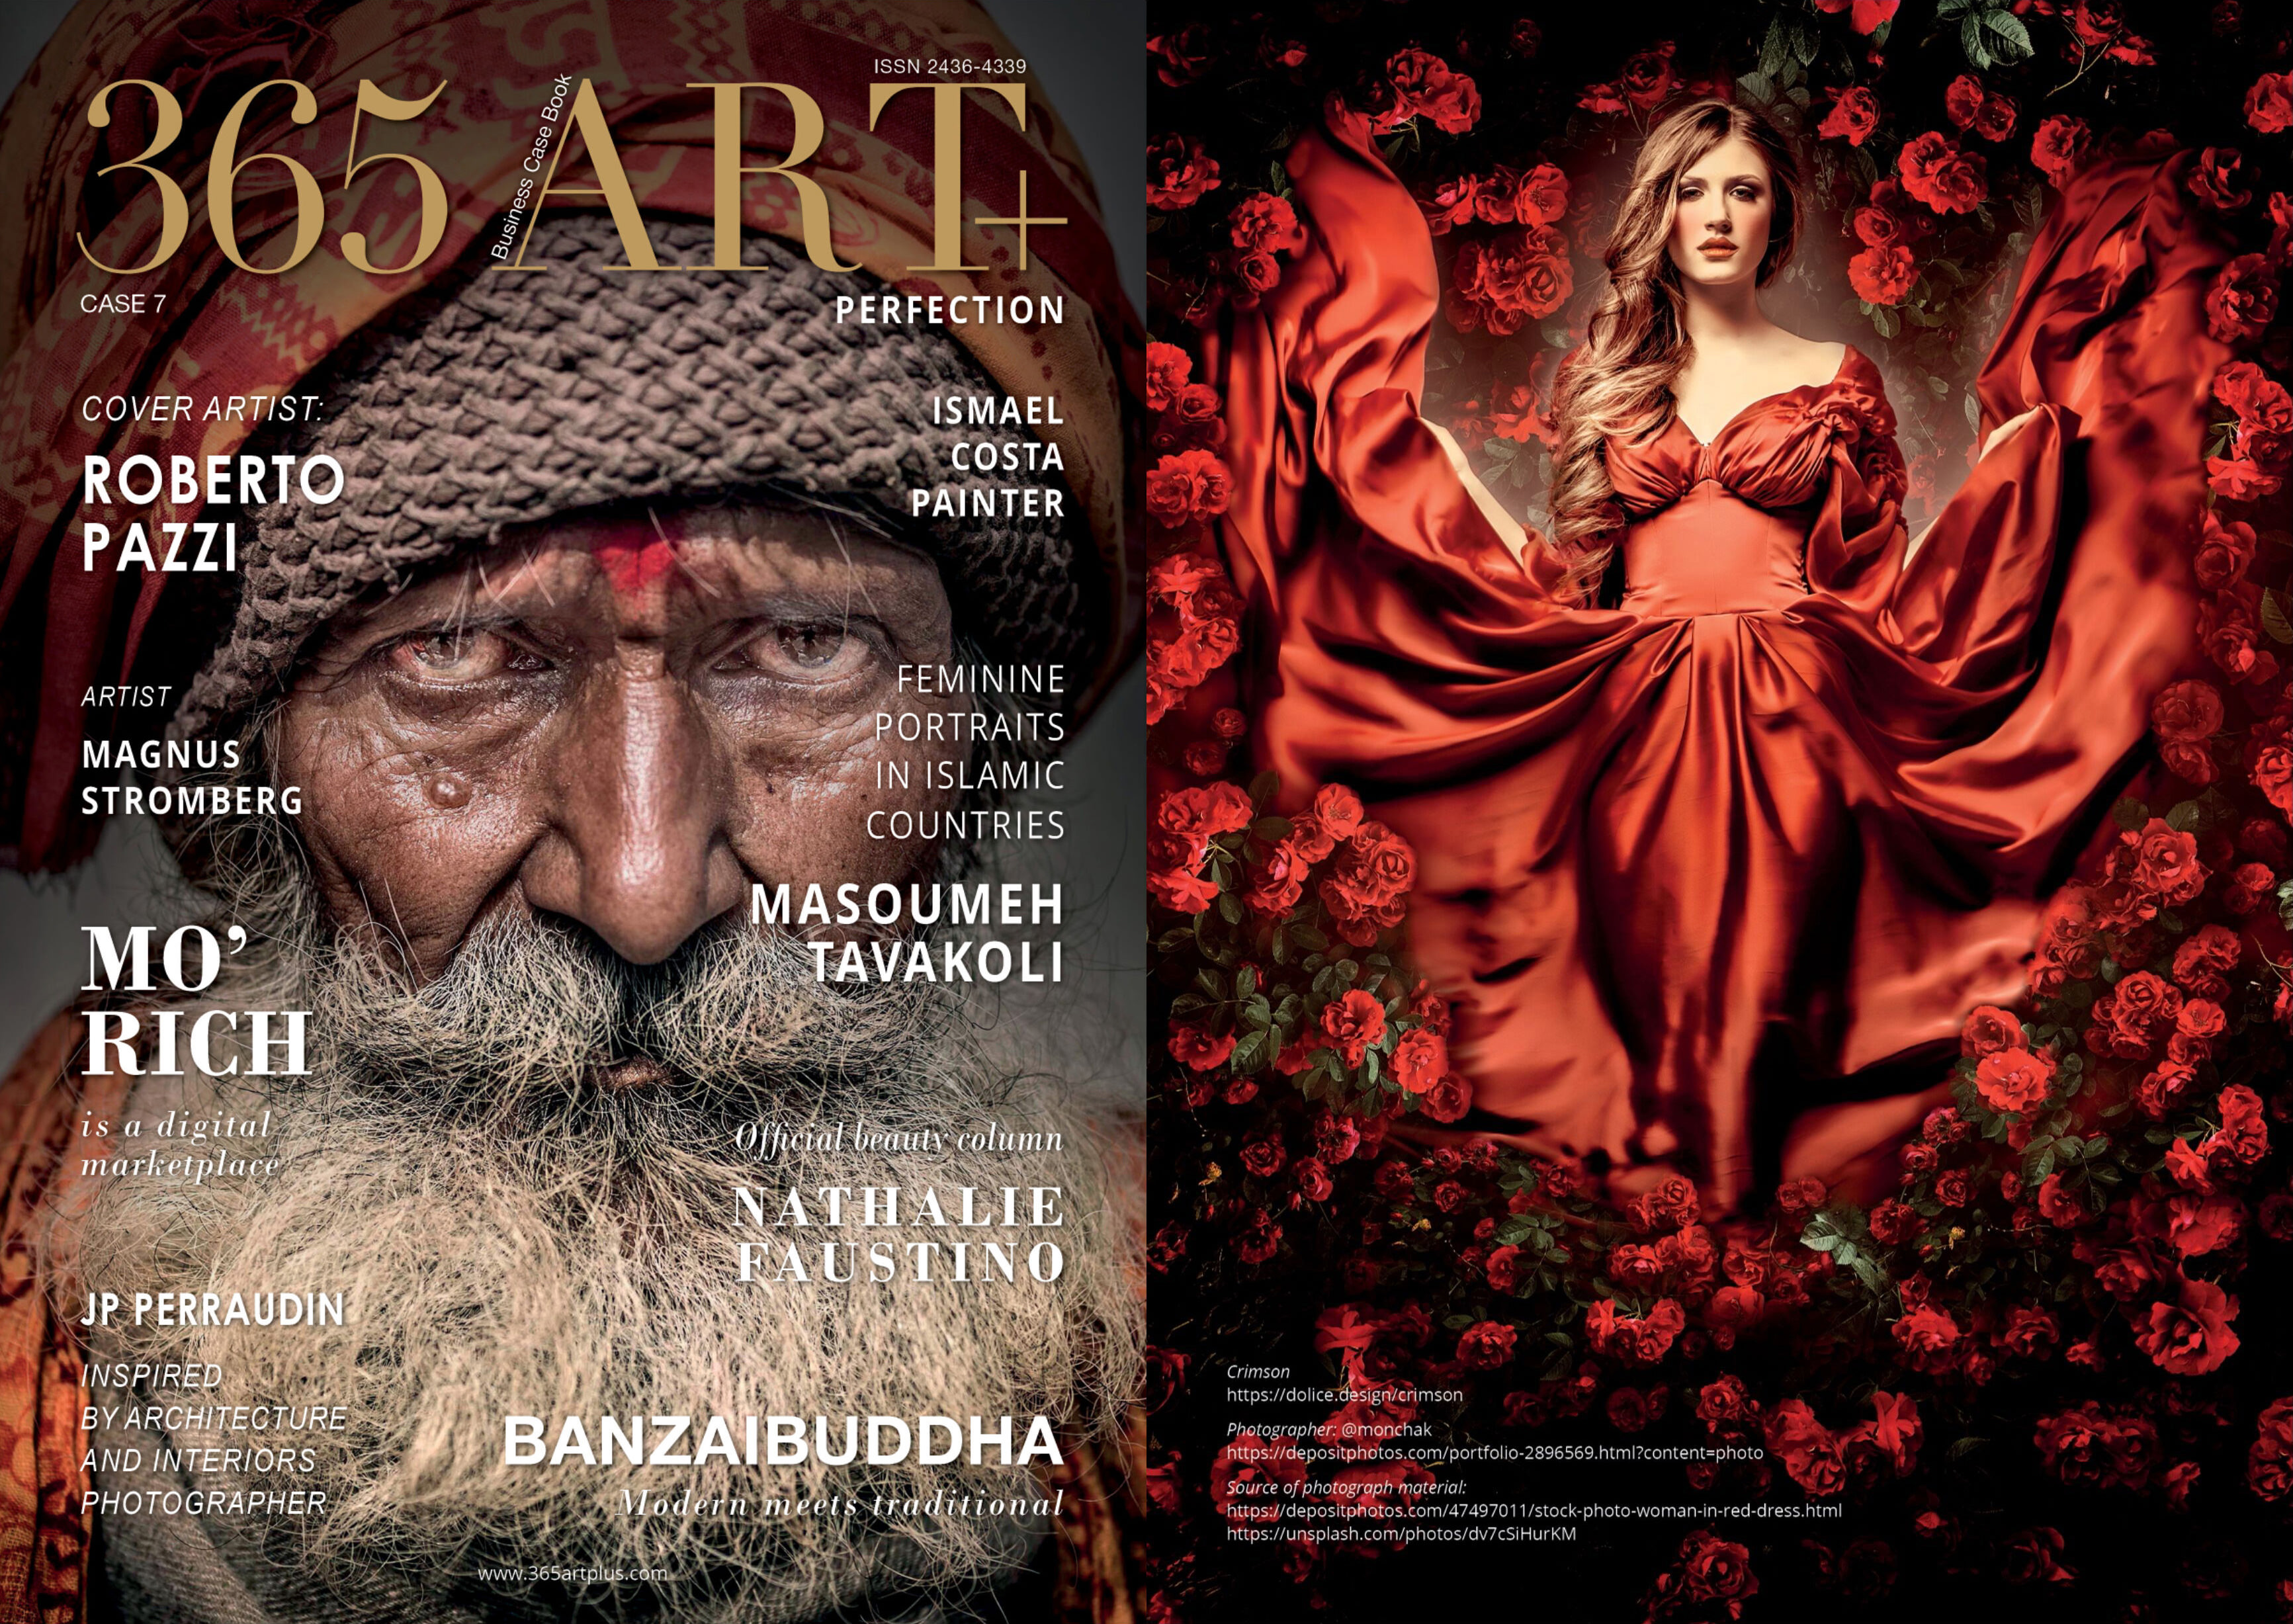 ISSN 2436-4339
365 ART+
Business Case Book
CASE 7
PERFECTION
COVER ARTIST:
ROBERTO
PAZZI
ISMAEL
COSTA
PAINTER
ARTIST
MAGNUS
STROMBERG
FEMININE
PORTRAITS
IN ISLAMIC
COUNTRIES
MASOUMEH
TAVAKOLI
MO’
RICH
is a digital
marketplace
Official beauty column
NATHALIE
FAUSTINO
JP PERRAUDIN
INSPIRED
BY ARCHITECTURE
AND INTERIORS
PHOTOGRAPHER
BANZAIBUDDHA
Modern meets traditional
www.365artplus.com
Crimson
https://dolice.design/crimson
Photographer: @monchak
https://depositphotos.com/portfolio-2896569.html?content=photo
Source of photograph material:
https://depositphotos.com/47497011/stock-photo-woman-in-red-dress.html
https://unsplash.com/photos/dv7cSiHurKM